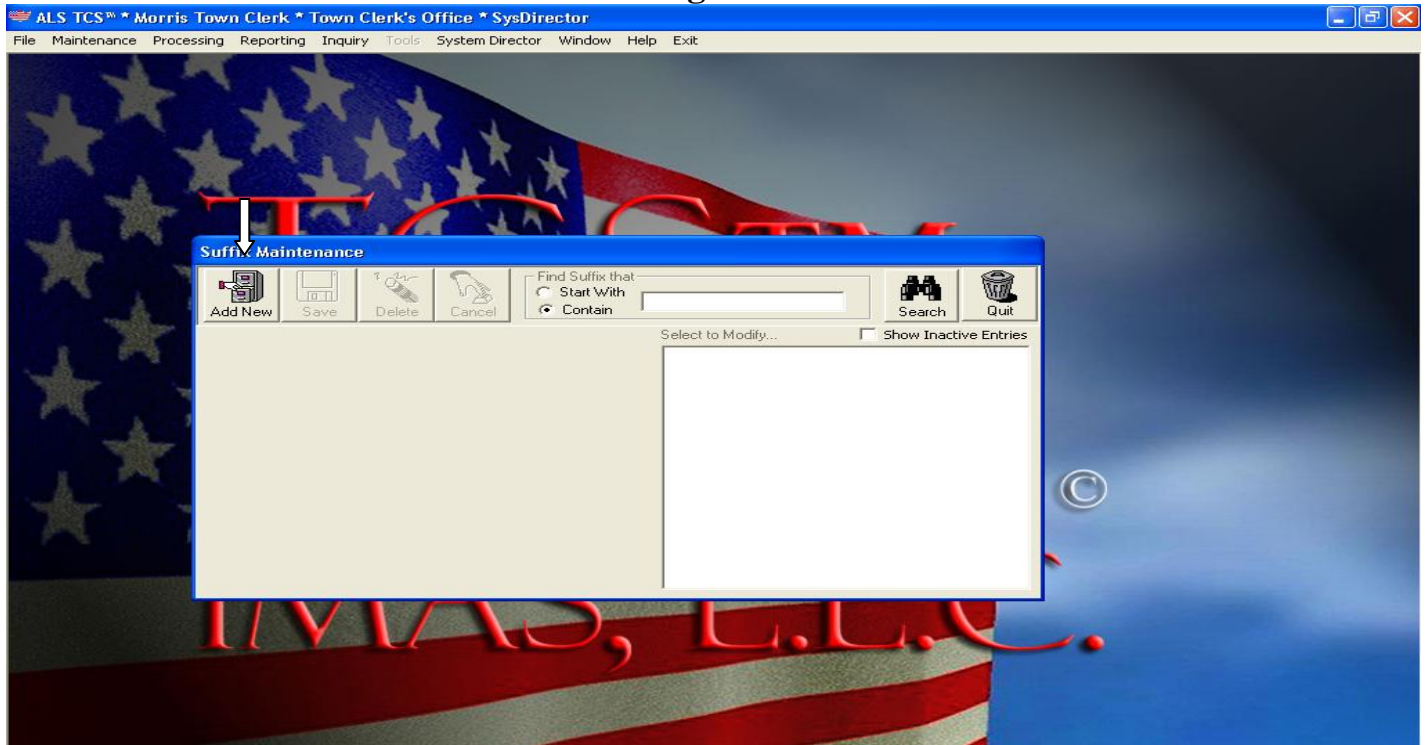 ALS TCS™ * Morris Town Clerk * Town Clerk's Office * SysDirector
File Maintenance Processing Reporting Inquiry Tools System Director Window Help Exit
Suffix Maintenance
Add New Save Delete Cancel Find Suffix that Start With Contain Search Quit
Select to Modify... Show Inactive Entries
©
IMAS, L.L.C.